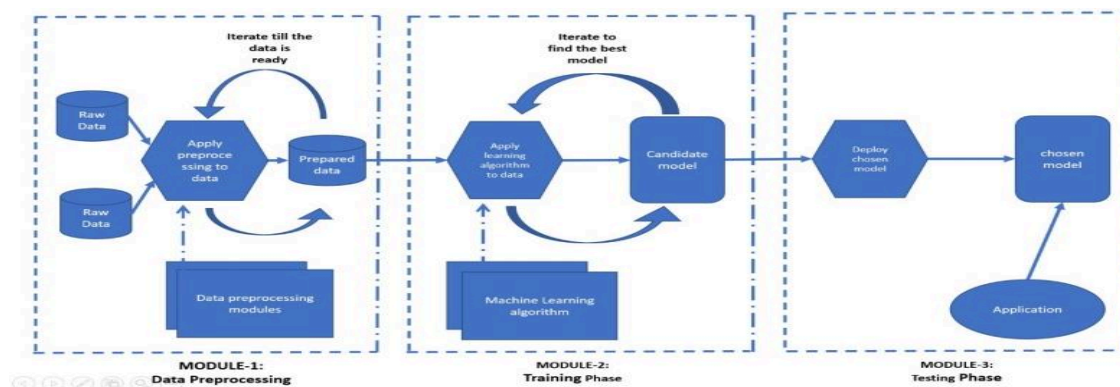 Iterate till the
data is
ready
Raw
Data
Raw
Data
Apply
preproce
ssing to
data
Prepared
data
Data preprocessing
modules
MODULE-1:
Data Preprocessing
Iterate to
find the best
model
Apply
learning
algorithm
to data
Candidate
model
Machine Learning
algorithm
MODULE-2:
Training Phase
Deploy
chosen
model
chosen
model
Application
MODULE-3:
Testing Phase